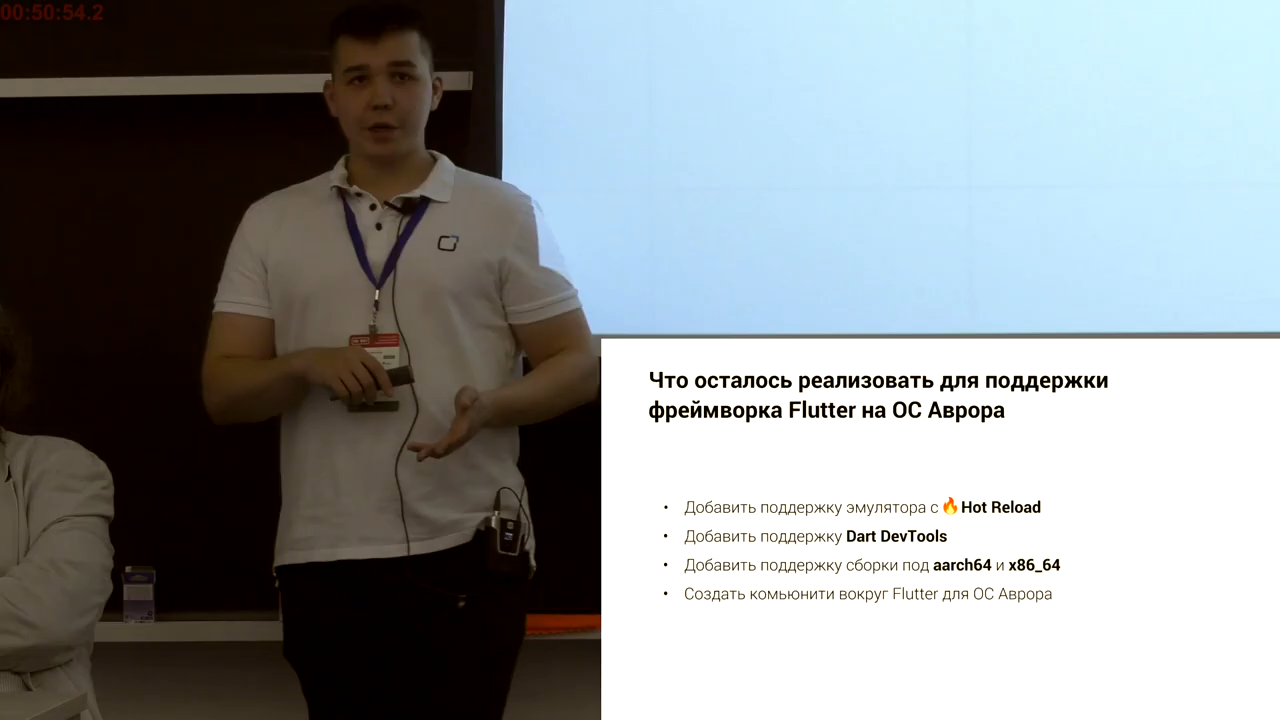 00:50:54.2
Что осталось реализовать для поддержки
фреймворка Flutter на ОС Аврора
• Добавить поддержку эмулятора с 🔥 Hot Reload
• Добавить поддержку Dart DevTools
• Добавить поддержку сборки под aarch64 и x86_64
• Создать комьюнити вокруг Flutter для ОС Аврора